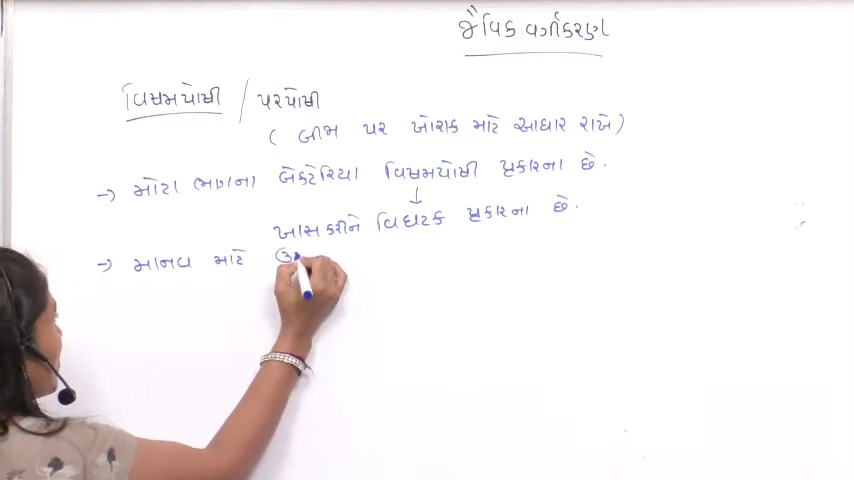 જૈવિક વર્ગીકરણ
વિષમપોષી / પરપોષી
( બીજા પર ખોરાક માટે આધાર રાખે )
→ મોટા ભાગના બેક્ટેરિયા વિષમપોષી પ્રકારના છે.
↓
ખાસ કરીને વિઘટક પ્રકારના છે.
→ માનવ માટે